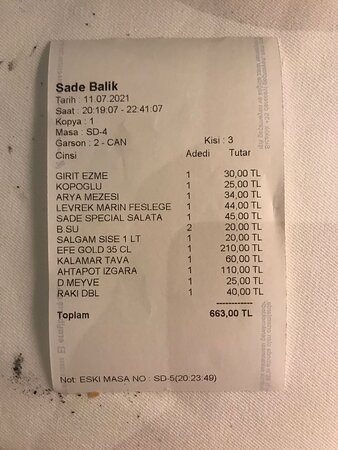 Sade Balik
Tarih : 11.07.2021
Saat : 20:19:07 - 22:41:07
Kopya : 1
Masa : SD-4
Garson : 2 - CAN Kisi : 3
Cinsi Adedi Tutar
GIRIT EZME 1 30,00 TL
KOPOGLU 1 25,00 TL
ARYA MEZESI 1 34,00 TL
LEVREK MARIN FESLEGE 1 44,00 TL
SADE SPECIAL SALATA 1 45,00 TL
B SU 2 20,00 TL
SALGAM SISE 1 LT 1 20,00 TL
EFE GOLD 35 CL 1 210,00 TL
KALAMAR TAVA 1 60,00 TL
AHTAPOT IZGARA 1 110,00 TL
D MEYVE 1 25,00 TL
RAKI DBL 1 40,00 TL
------------
Toplam 663,00 TL
Not: ESKI MASA NO : SD-5(20:23:49)